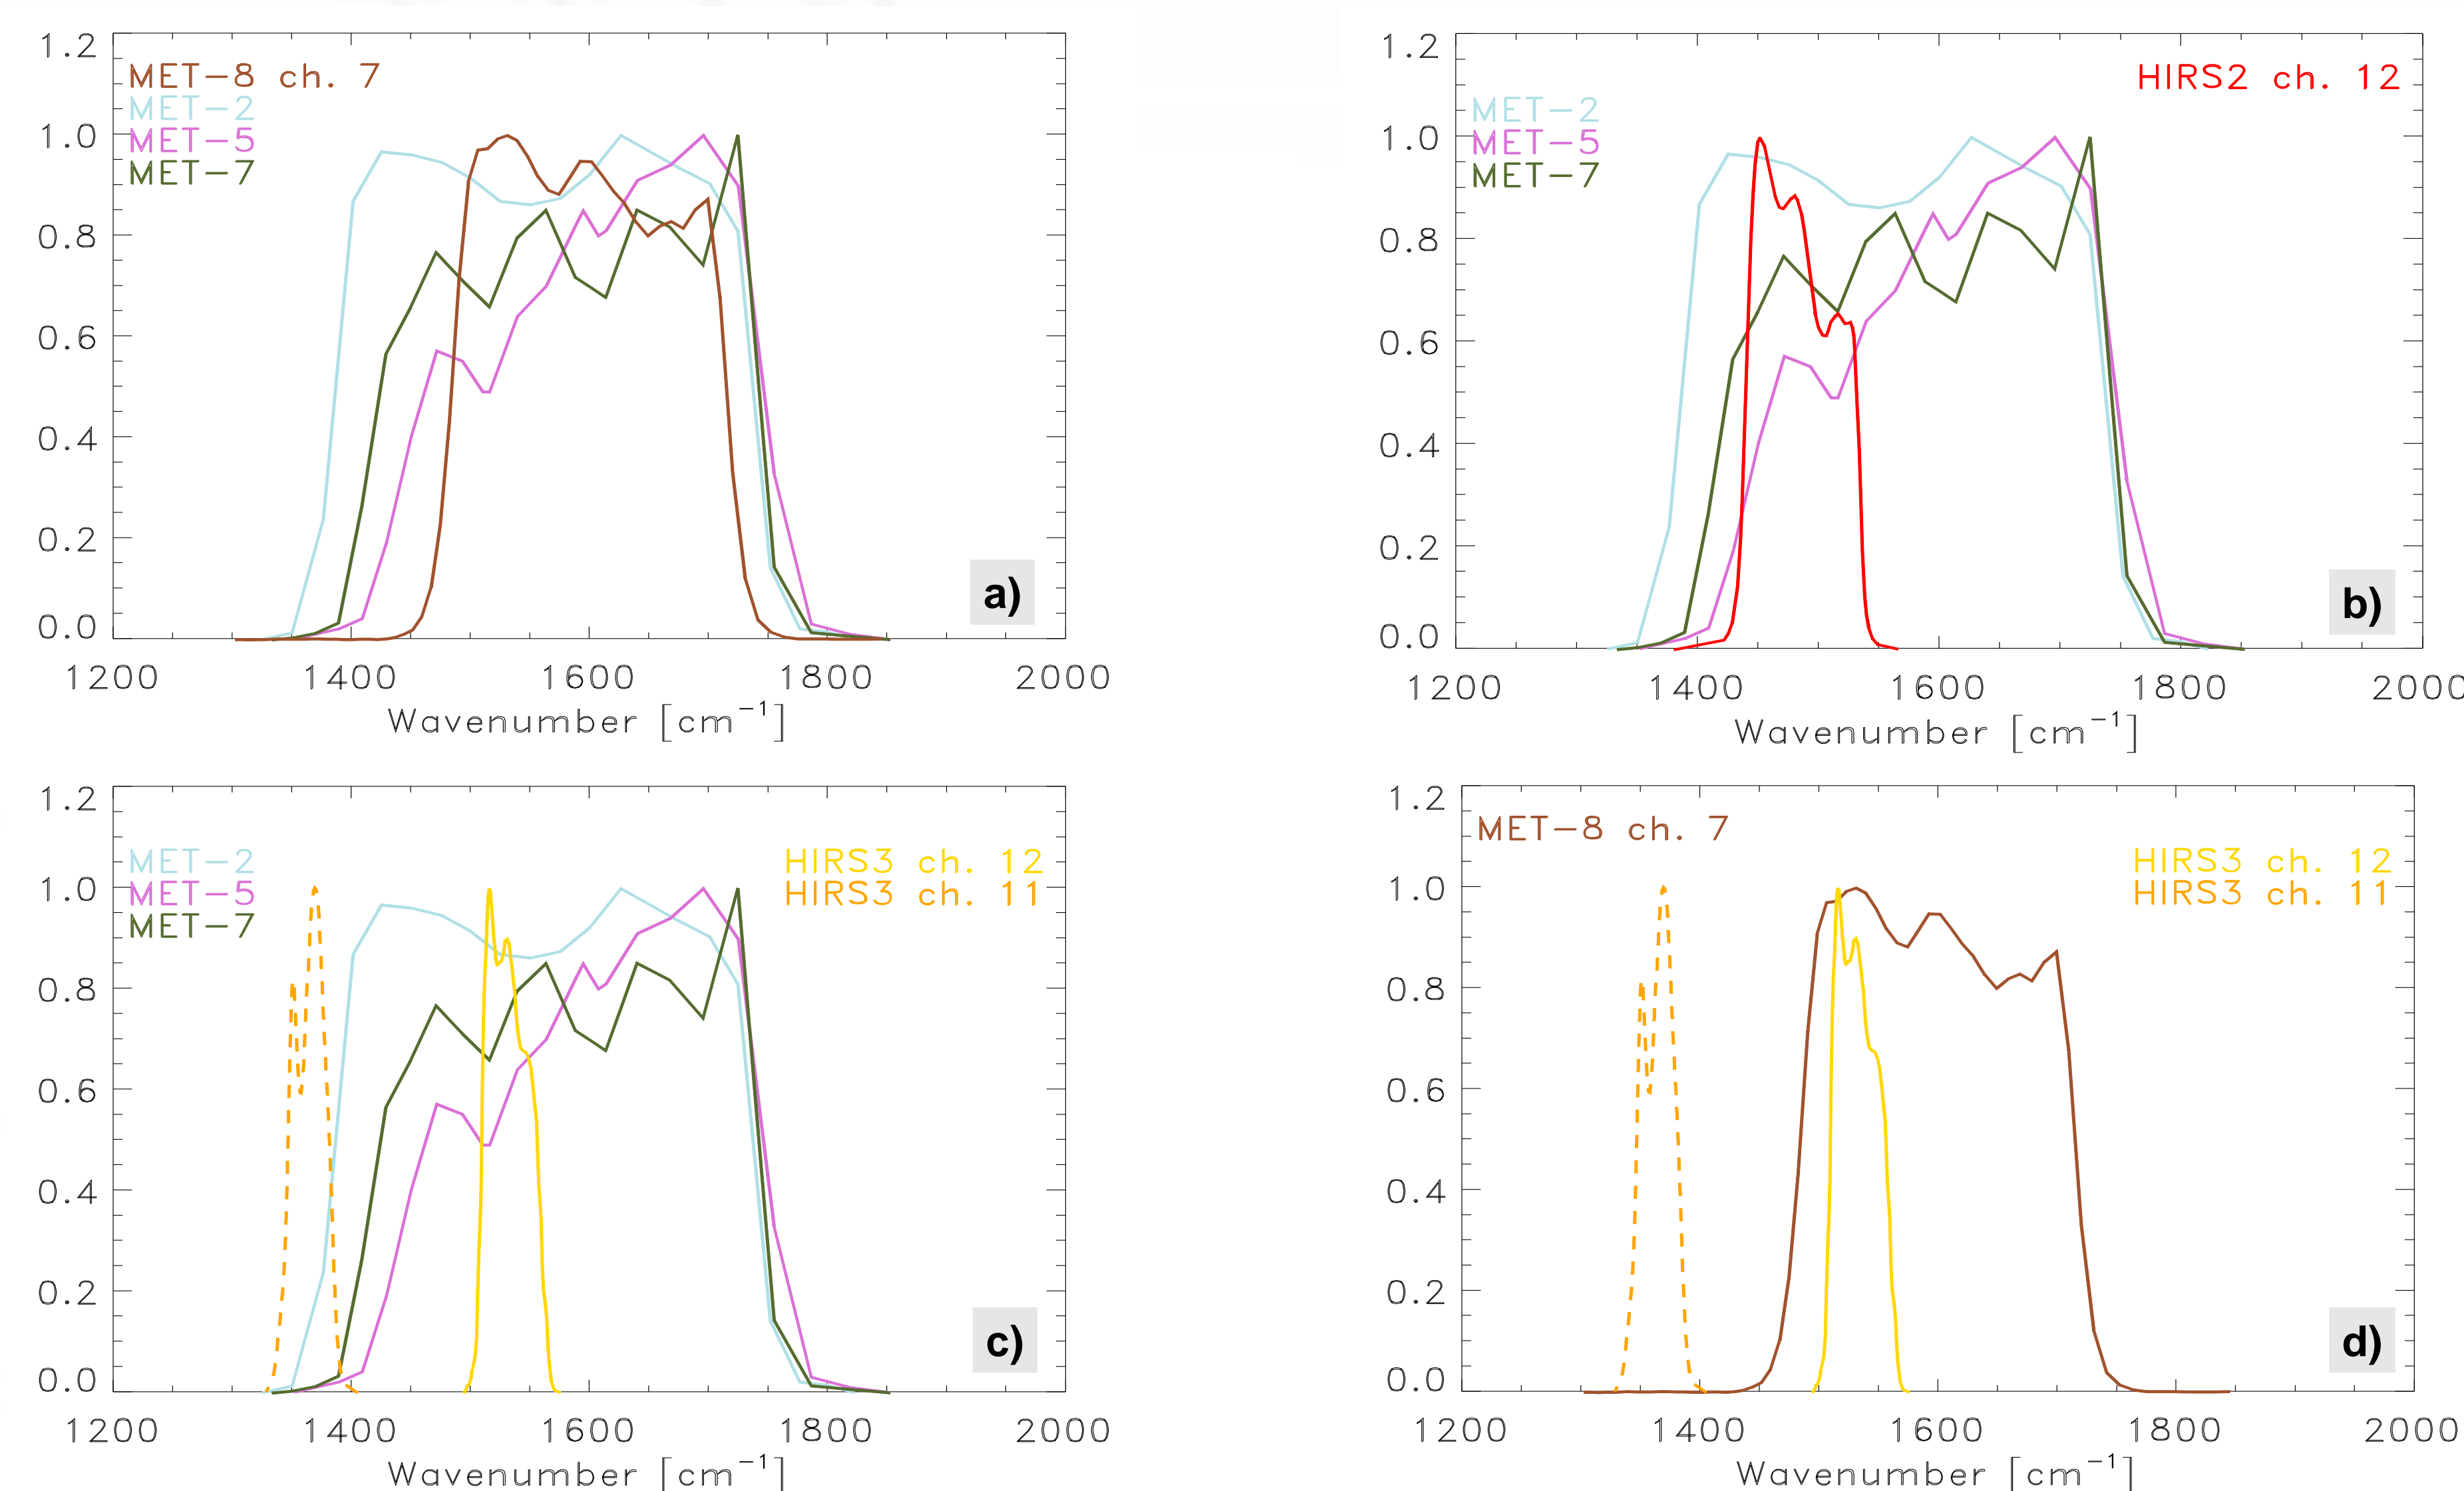 1.2
MET-8 ch. 7
MET-2
MET-5
MET-7
1.0
0.8
0.6
0.4
0.2
0.0
a)
1200 1400 1600 1800 2000
Wavenumber [cm⁻¹]
1.2
HIRS2 ch. 12
MET-2
MET-5
MET-7
1.0
0.8
0.6
0.4
0.2
0.0
b)
1200 1400 1600 1800 2000
Wavenumber [cm⁻¹]
1.2
MET-2
MET-5
MET-7
HIRS3 ch. 12
HIRS3 ch. 11
1.0
0.8
0.6
0.4
0.2
0.0
c)
1200 1400 1600 1800 2000
Wavenumber [cm⁻¹]
1.2
MET-8 ch. 7
HIRS3 ch. 12
HIRS3 ch. 11
1.0
0.8
0.6
0.4
0.2
0.0
d)
1200 1400 1600 1800 2000
Wavenumber [cm⁻¹]